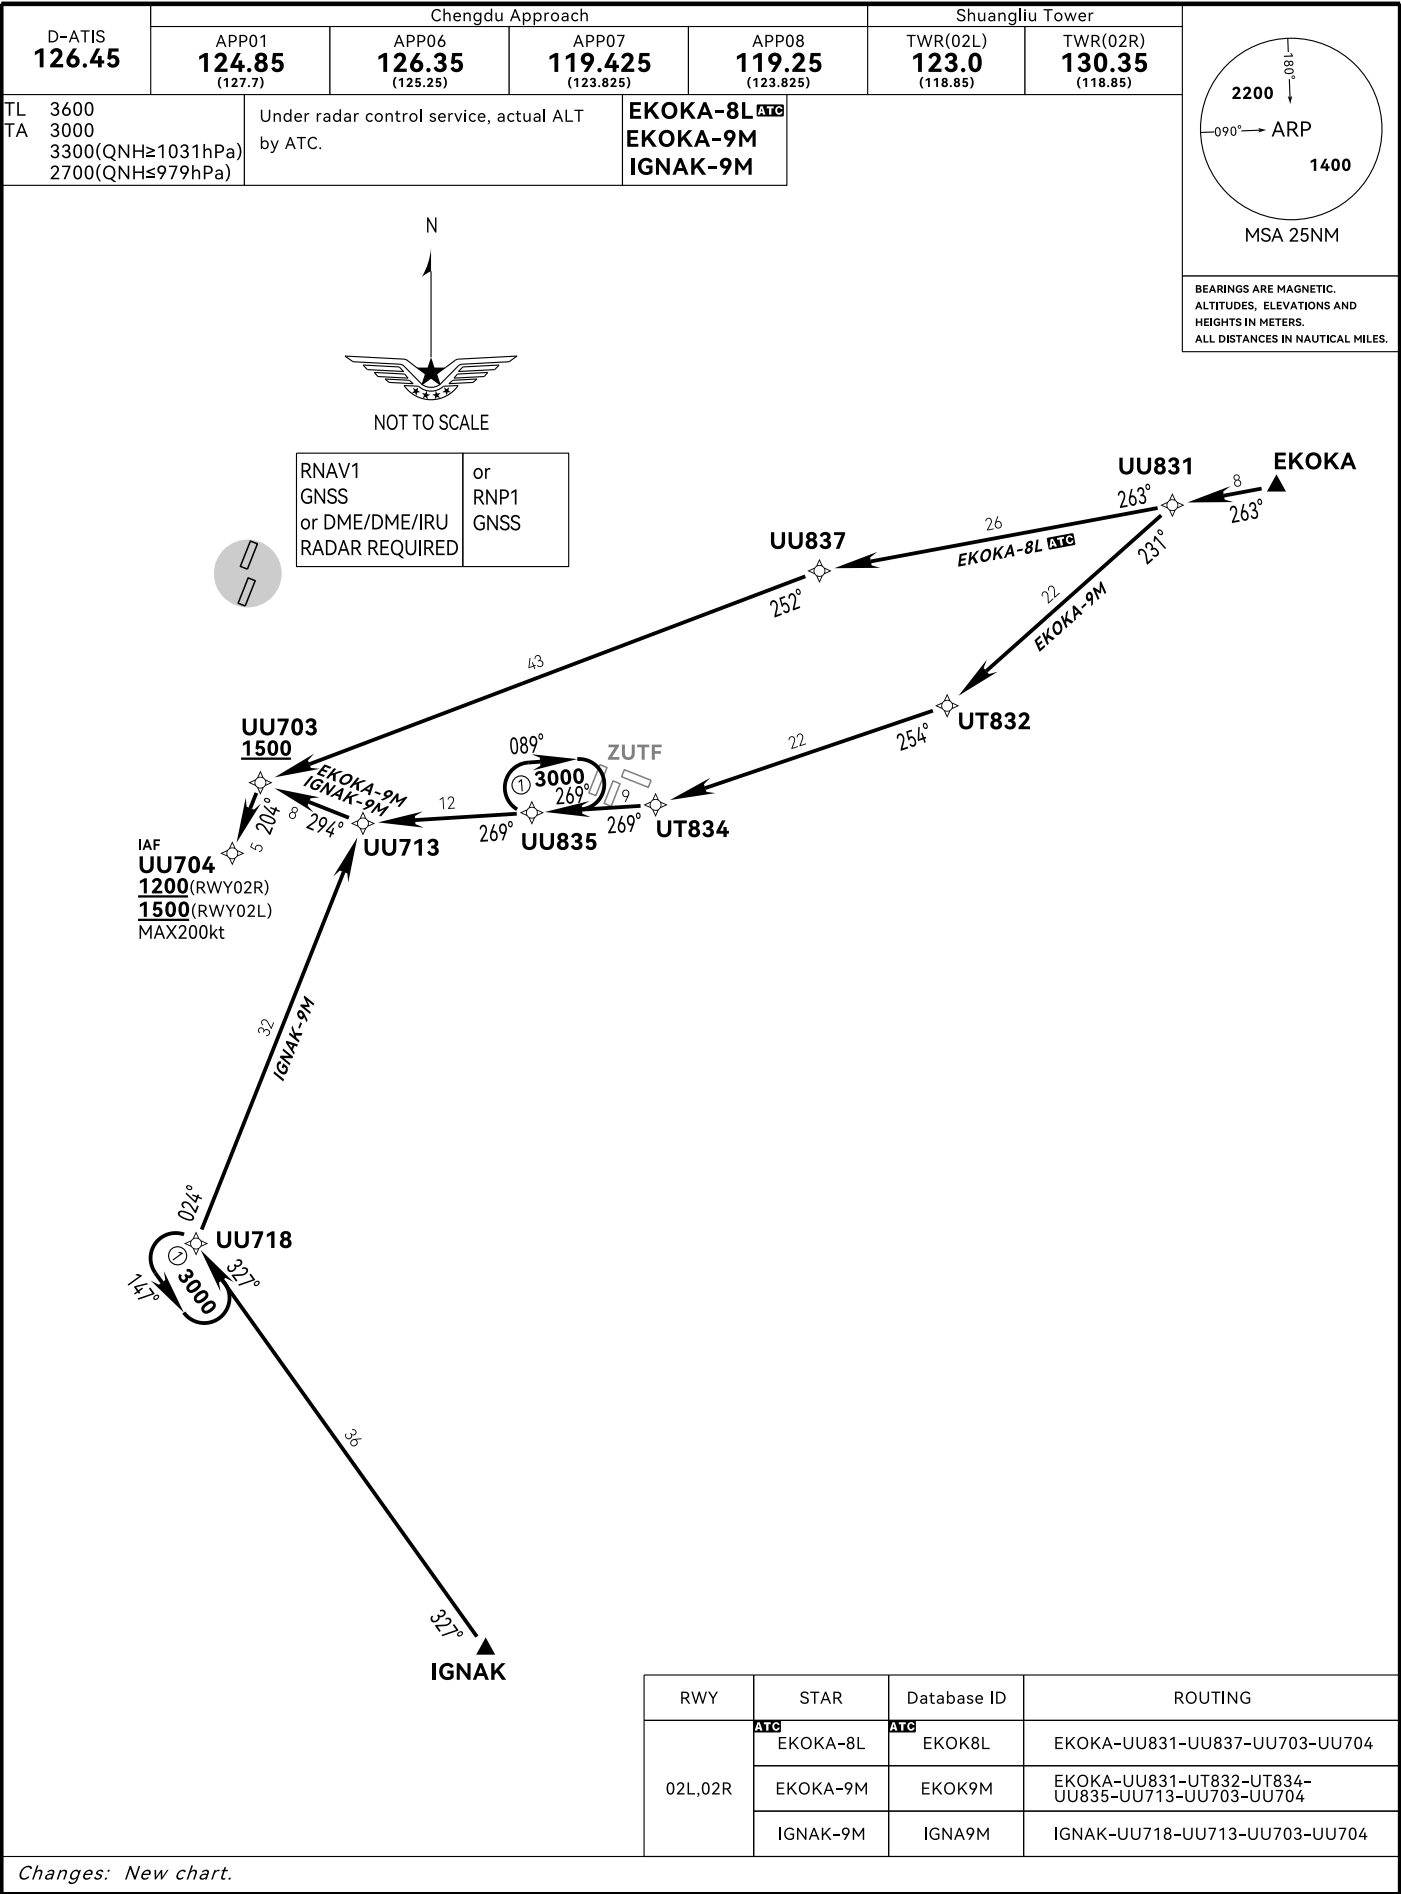 D-ATIS
126.45
Chengdu Approach
APP01
124.85
(127.7)
APP06
126.35
(125.25)
APP07
119.425
(123.825)
APP08
119.25
(123.825)
Shuangliu Tower
TWR(02L)
123.0
(118.85)
TWR(02R)
130.35
(118.85)
TL 3600
TA 3000
3300(QNH≥1031hPa)
2700(QNH≤979hPa)
Under radar control service, actual ALT
by ATC.
EKOKA-8L ATC
EKOKA-9M
IGNAK-9M
180°
2200
090° ARP
1400
MSA 25NM
BEARINGS ARE MAGNETIC.
ALTITUDES, ELEVATIONS AND
HEIGHTS IN METERS.
ALL DISTANCES IN NAUTICAL MILES.
N
NOT TO SCALE
RNAV1
GNSS
or DME/DME/IRU
RADAR REQUIRED
or
RNP1
GNSS
EKOKA
8
263°
UU831
263°
26
EKOKA-8L ATC
231°
22
EKOKA-9M
UU837
252°
43
UT832
254°
22
UU703
1500
EKOKA-9M
IGNAK-9M
204°
8
294°
5
IAF
UU704
1200(RWY02R)
1500(RWY02L)
MAX200kt
UU713
12
089°
1 3000
269°
ZUTF
9
269°
UU835
269°
UT834
32
IGNAK-9M
024°
UU718
1 3000
147°
327°
36
327°
IGNAK
RWY STAR Database ID ROUTING
02L,02R
ATC EKOKA-8L ATC EKOK8L EKOKA-UU831-UU837-UU703-UU704
EKOKA-9M EKOK9M EKOKA-UU831-UT832-UT834-
UU835-UU713-UU703-UU704
IGNAK-9M IGNA9M IGNAK-UU718-UU713-UU703-UU704
Changes: New chart.